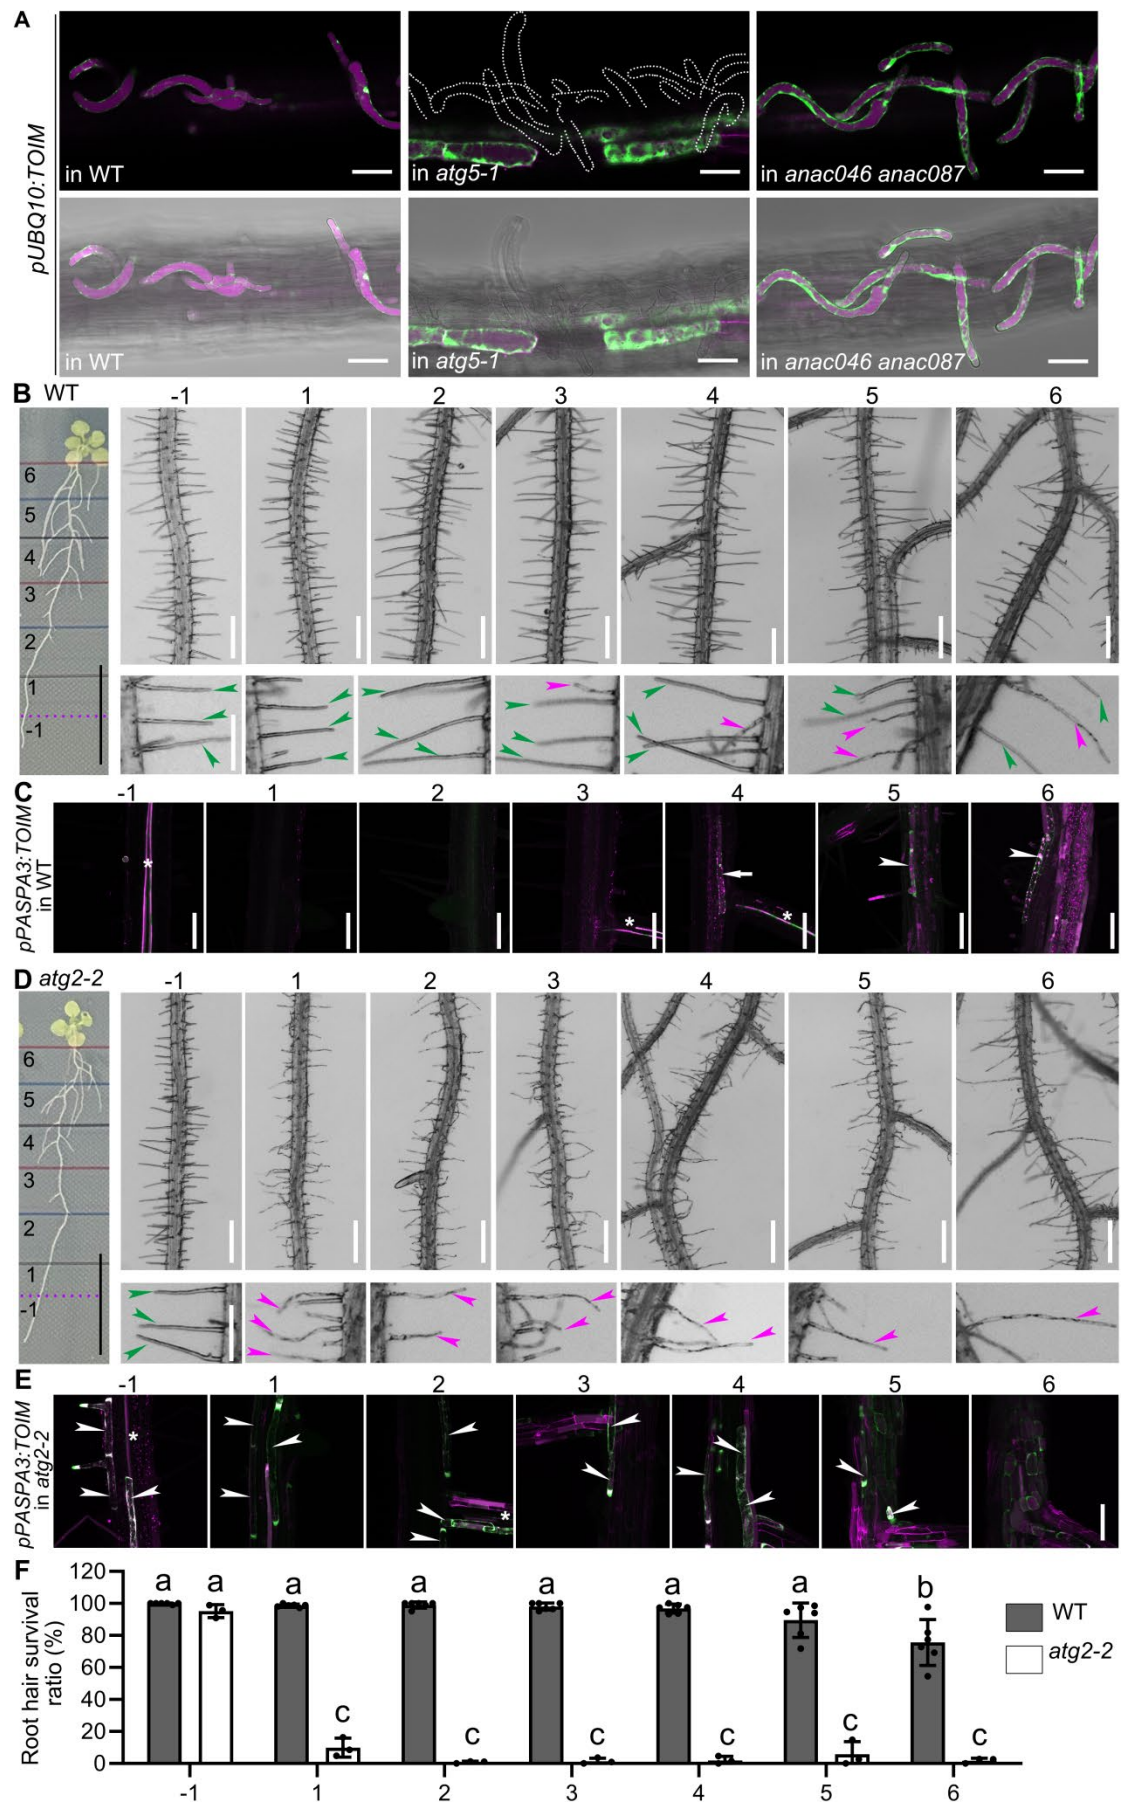 A
pUBQ10:TOIM
in WT
in atg5-1
in anac046 anac087
in WT
in atg5-1
in anac046 anac087
B WT
-1 1 2 3 4 5 6
6
5
4
3
2
1
-1
C
pPASPA3:TOIM
in WT
-1 1 2 3 4 5 6
*
*
*
D atg2-2
-1 1 2 3 4 5 6
6
5
4
3
2
1
-1
E
pPASPA3:TOIM
in atg2-2
-1 1 2 3 4 5 6
*
*
F
Root hair survival
ratio (%)
120
100
80
60
40
20
0
a a a a a a a b
c c c c c c
WT
atg2-2
-1 1 2 3 4 5 6